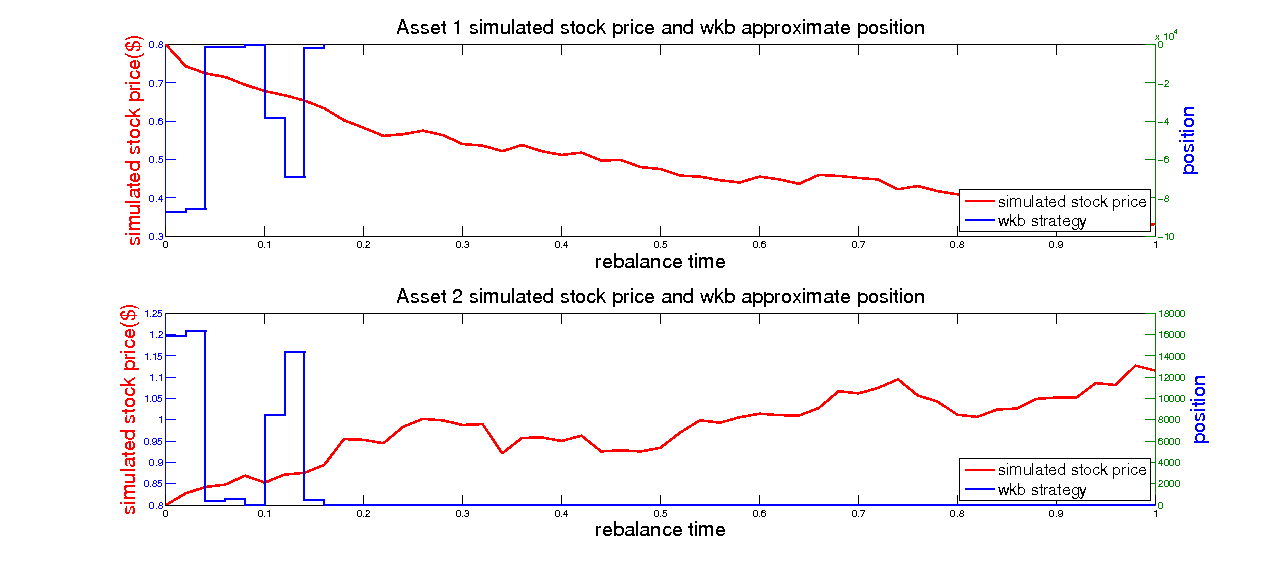 Asset 1 simulated stock price and wkb approximate position
x 10^4
simulated stock price($)
0.8
0.7
0.6
0.5
0.4
0.3
0
-2
-4
-6
-8
-10
position
simulated stock price
wkb strategy
0 0.1 0.2 0.3 0.4 0.5 0.6 0.7 0.8 0.9 1
rebalance time
Asset 2 simulated stock price and wkb approximate position
simulated stock price($)
1.25
1.2
1.15
1.1
1.05
1
0.95
0.9
0.85
0.8
18000
16000
14000
12000
10000
8000
6000
4000
2000
0
position
simulated stock price
wkb strategy
0 0.1 0.2 0.3 0.4 0.5 0.6 0.7 0.8 0.9 1
rebalance time